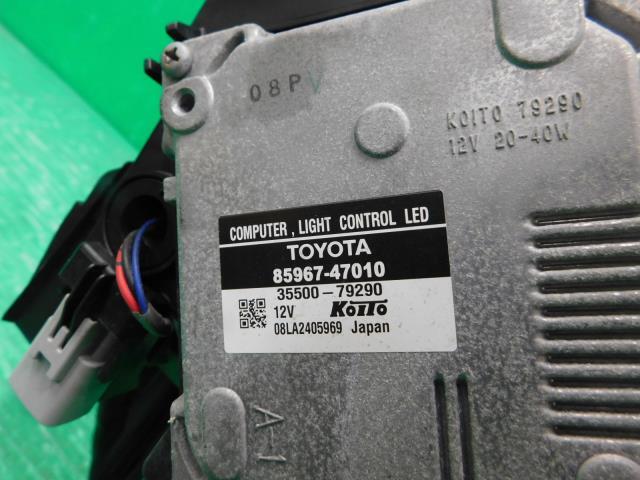 08P V
KOITO 79290
12V 20-40W
COMPUTER , LIGHT CONTROL LED
TOYOTA
85967-47010
35500-79290
12V KOITO
08LA2405969 Japan
A-1